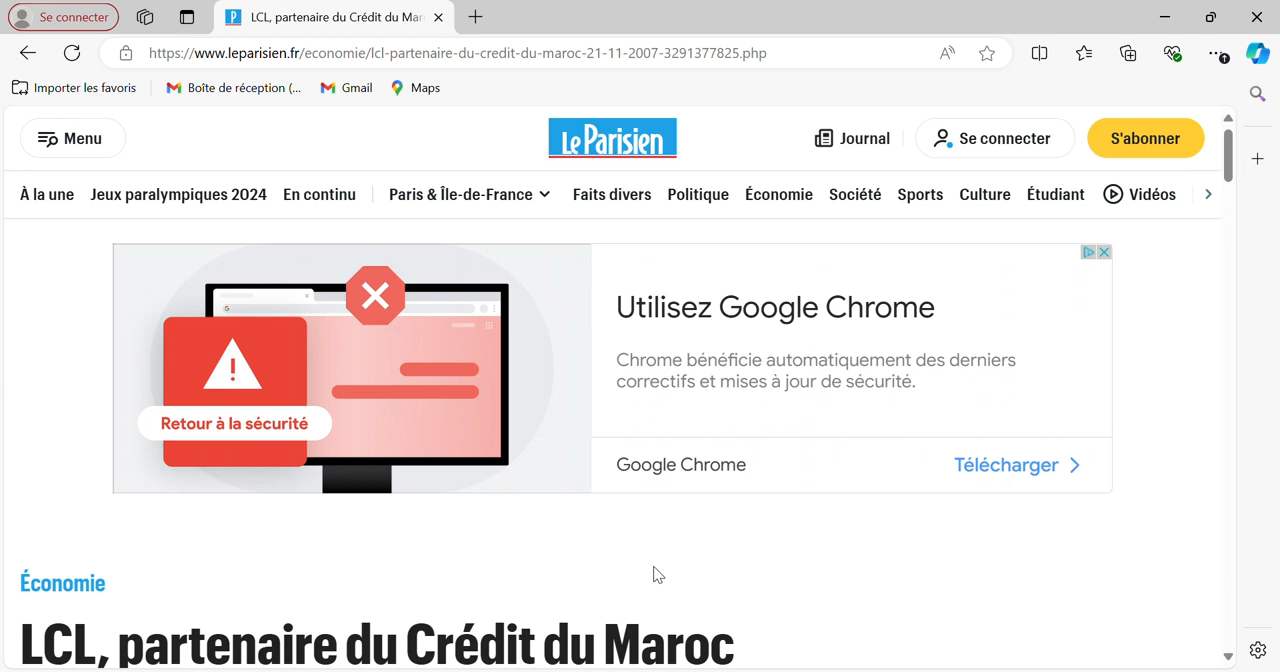 Se connecter
LCL, partenaire du Crédit du Mar
https://www.leparisien.fr/economie/lcl-partenaire-du-credit-du-maroc-21-11-2007-3291377825.php
Importer les favoris
Boîte de réception (...
Gmail
Maps
Menu
Le Parisien
Journal
Se connecter
S'abonner
À la une
Jeux paralympiques 2024
En continu
Paris & Île-de-France
Faits divers
Politique
Économie
Société
Sports
Culture
Étudiant
Vidéos
Retour à la sécurité
Utilisez Google Chrome
Chrome bénéficie automatiquement des derniers
correctifs et mises à jour de sécurité.
Google Chrome
Télécharger
Économie
LCL, partenaire du Crédit du Maroc